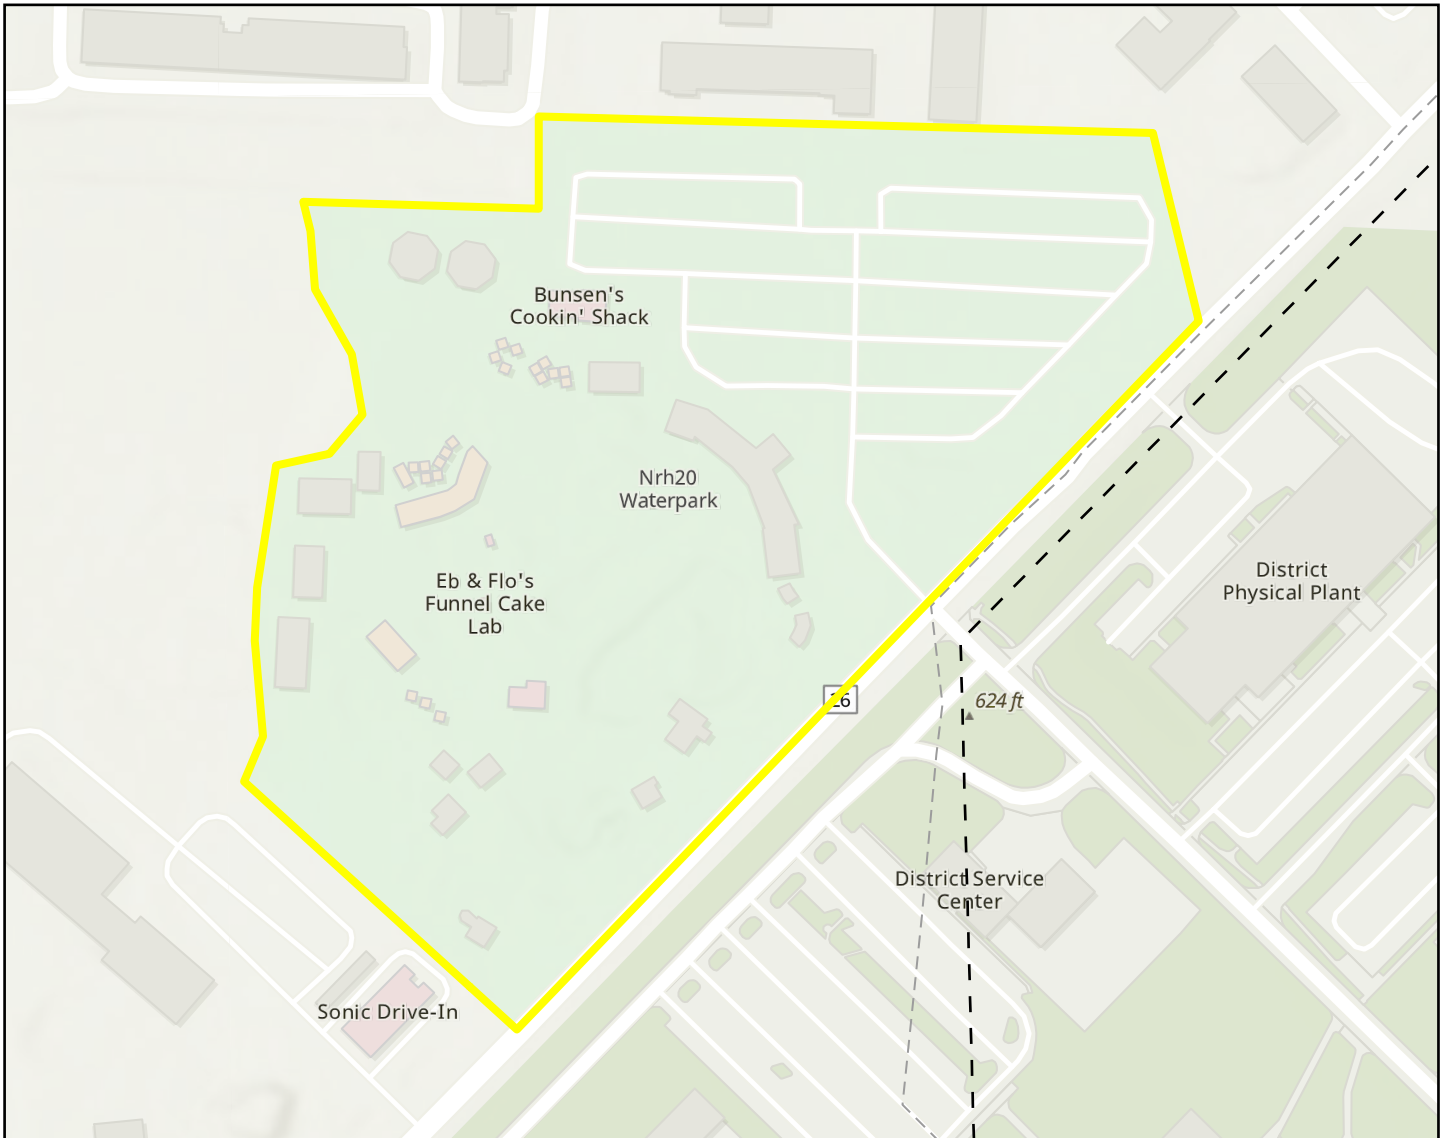 Bunsen's
Cookin' Shack
Nrh20
Waterpark
Eb & Flo's
Funnel Cake
Lab
District
Physical Plant
26
624 ft
District Service
Center
Sonic Drive-In